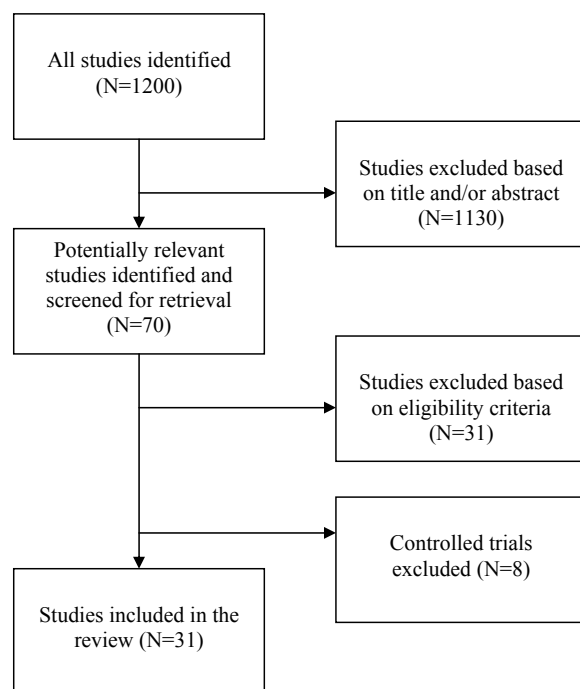 All studies identified
(N=1200)
Studies excluded based
on title and/or abstract
(N=1130)
Potentially relevant
studies identified and
screened for retrieval
(N=70)
Studies excluded based
on eligibility criteria
(N=31)
Controlled trials
excluded (N=8)
Studies included in the
review (N=31)